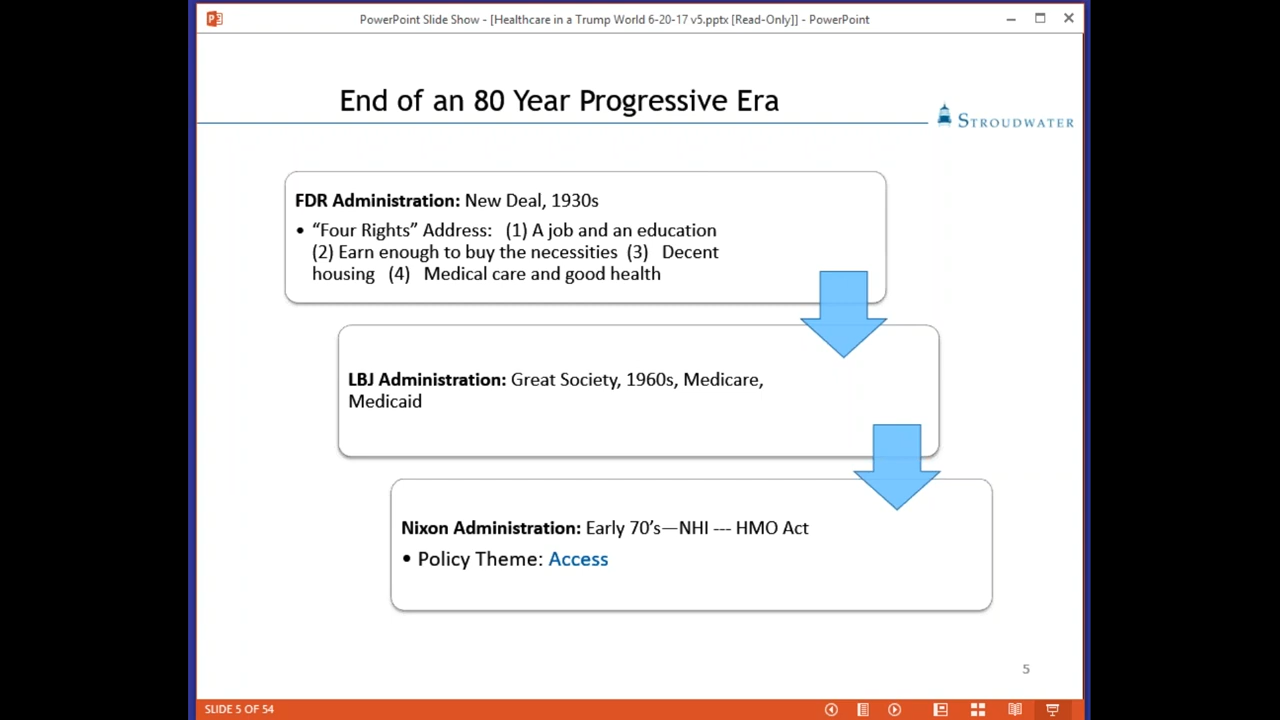 PowerPoint Slide Show - [Healthcare in a Trump World 6-20-17 v5.pptx [Read-Only]] - PowerPoint
End of an 80 Year Progressive Era
STROUDWATER
FDR Administration: New Deal, 1930s
• “Four Rights” Address: (1) A job and an education
(2) Earn enough to buy the necessities (3) Decent
housing (4) Medical care and good health
LBJ Administration: Great Society, 1960s, Medicare,
Medicaid
Nixon Administration: Early 70’s—NHI --- HMO Act
• Policy Theme: Access
5
SLIDE 5 OF 54